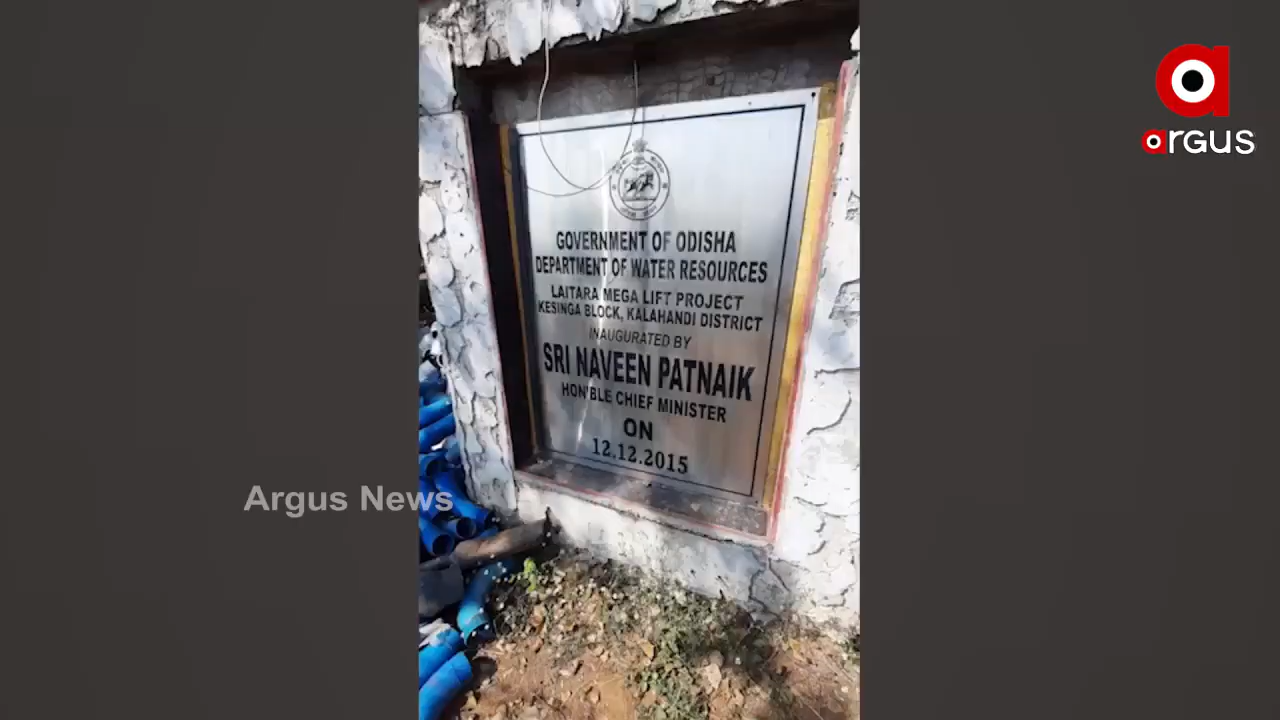 argus
GOVERNMENT OF ODISHA
DEPARTMENT OF WATER RESOURCES
LAITARA MEGA LIFT PROJECT
KESINGA BLOCK, KALAHANDI DISTRICT
INAUGURATED BY
SRI NAVEEN PATNAIK
HON'BLE CHIEF MINISTER
ON
12.12.2015
Argus News